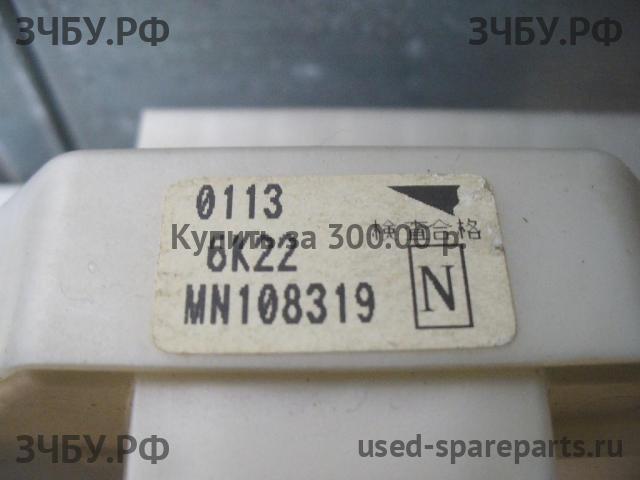 ЗЧБУ.РФ ЗЧБУ.РФ
0113
検査合格
Купить за 300.00 р.
8K22
MN108319 N
ЗЧБУ.РФ used-spareparts.ru